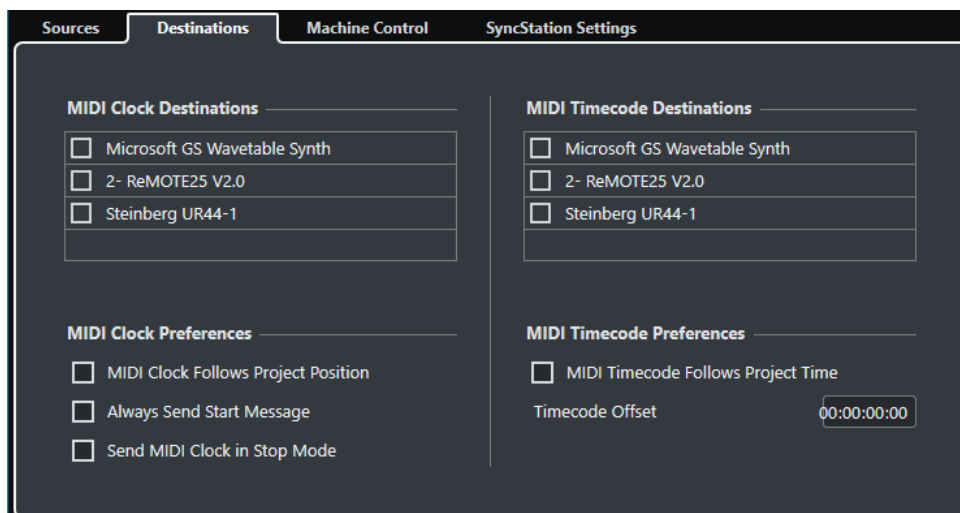 Sources Destinations Machine Control SyncStation Settings
MIDI Clock Destinations
Microsoft GS Wavetable Synth
2- ReMOTE25 V2.0
Steinberg UR44-1
MIDI Timecode Destinations
Microsoft GS Wavetable Synth
2- ReMOTE25 V2.0
Steinberg UR44-1
MIDI Clock Preferences
MIDI Clock Follows Project Position
Always Send Start Message
Send MIDI Clock in Stop Mode
MIDI Timecode Preferences
MIDI Timecode Follows Project Time
Timecode Offset 00:00:00:00